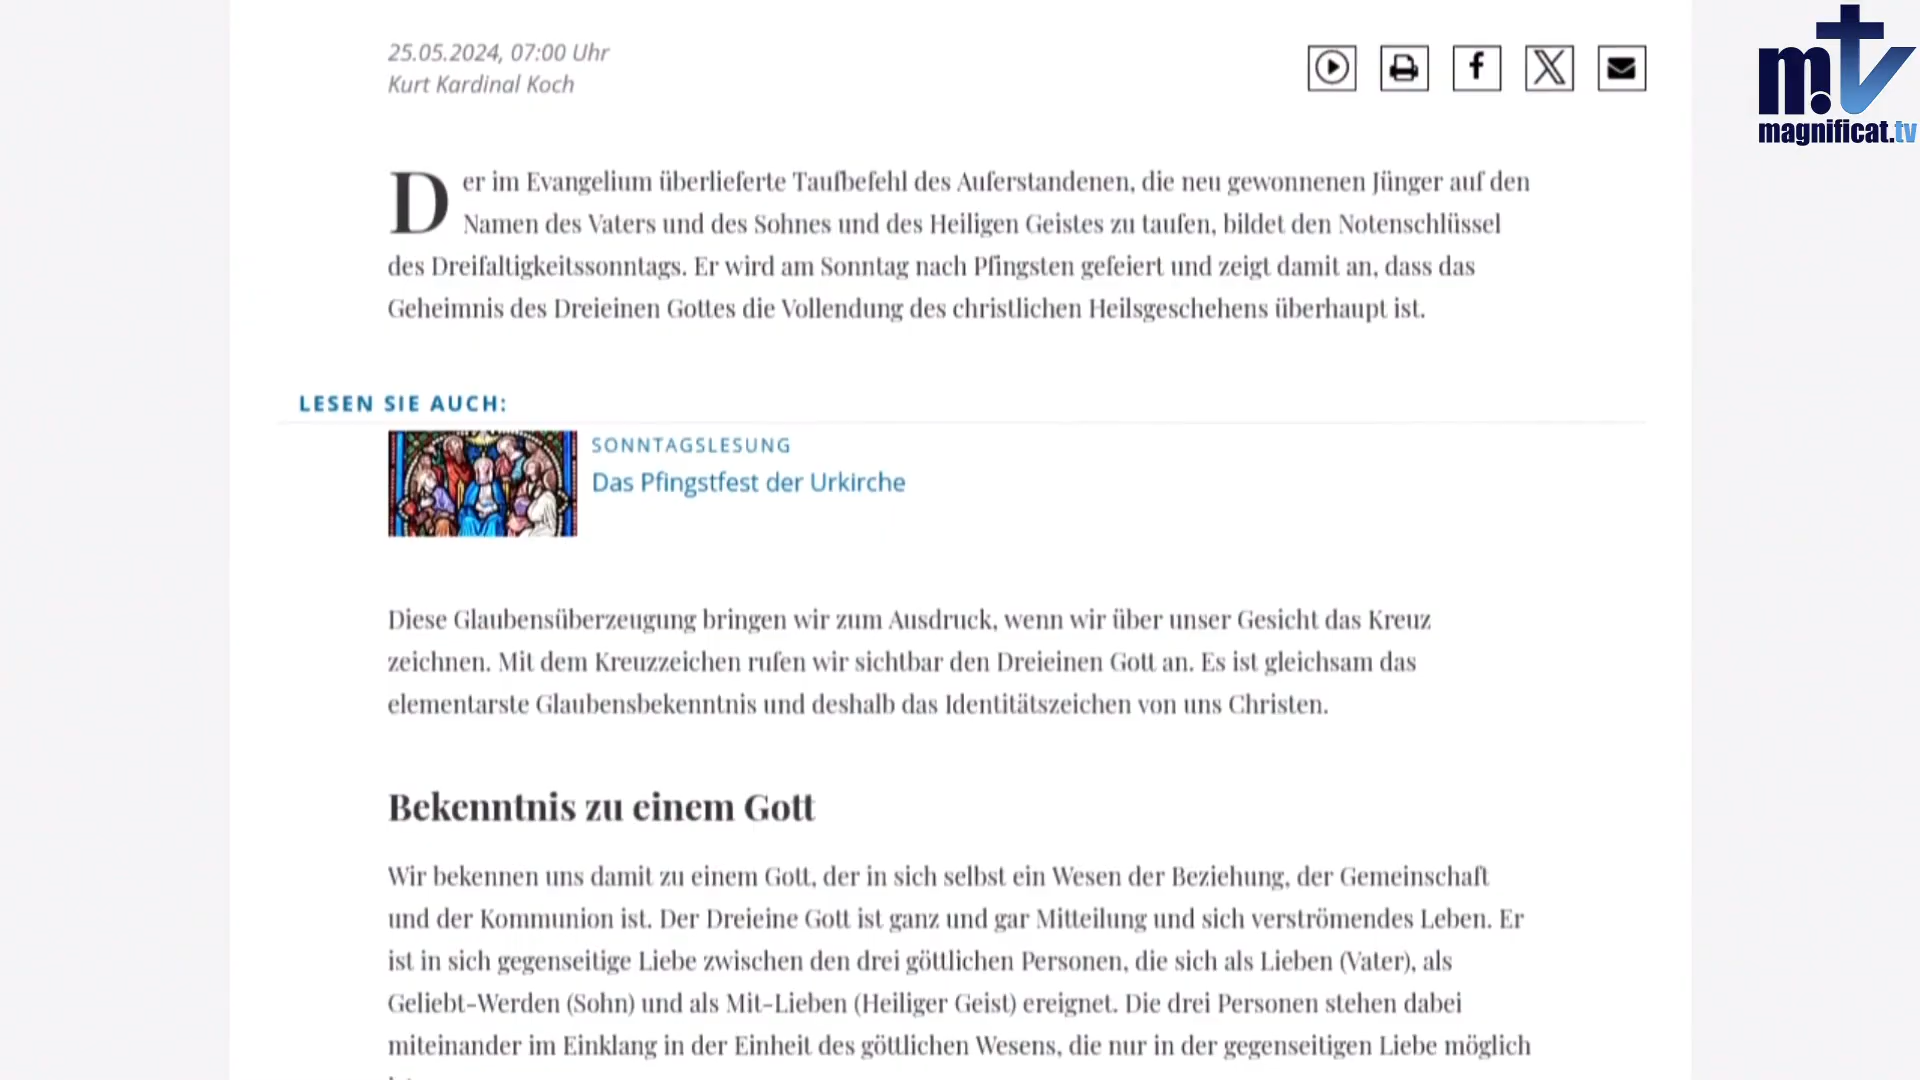 25.05.2024, 07:00 Uhr
Kurt Kardinal Koch
m.tv
magnificat.tv
Der im Evangelium überlieferte Taufbefehl des Auferstandenen, die neu gewonnenen Jünger auf den
Namen des Vaters und des Sohnes und des Heiligen Geistes zu taufen, bildet den Notenschlüssel
des Dreifaltigkeitssonntags. Er wird am Sonntag nach Pfingsten gefeiert und zeigt damit an, dass das
Geheimnis des Dreieinen Gottes die Vollendung des christlichen Heilsgeschehens überhaupt ist.
LESEN SIE AUCH:
SONNTAGSLESUNG
Das Pfingstfest der Urkirche
Diese Glaubensüberzeugung bringen wir zum Ausdruck, wenn wir über unser Gesicht das Kreuz
zeichnen. Mit dem Kreuzzeichen rufen wir sichtbar den Dreieinen Gott an. Es ist gleichsam das
elementarste Glaubensbekenntnis und deshalb das Identitätszeichen von uns Christen.
Bekenntnis zu einem Gott
Wir bekennen uns damit zu einem Gott, der in sich selbst ein Wesen der Beziehung, der Gemeinschaft
und der Kommunion ist. Der Dreieine Gott ist ganz und gar Mitteilung und sich verströmendes Leben. Er
ist in sich gegenseitige Liebe zwischen den drei göttlichen Personen, die sich als Lieben (Vater), als
Geliebt-Werden (Sohn) und als Mit-Lieben (Heiliger Geist) ereignet. Die drei Personen stehen dabei
miteinander im Einklang in der Einheit des göttlichen Wesens, die nur in der gegenseitigen Liebe möglich